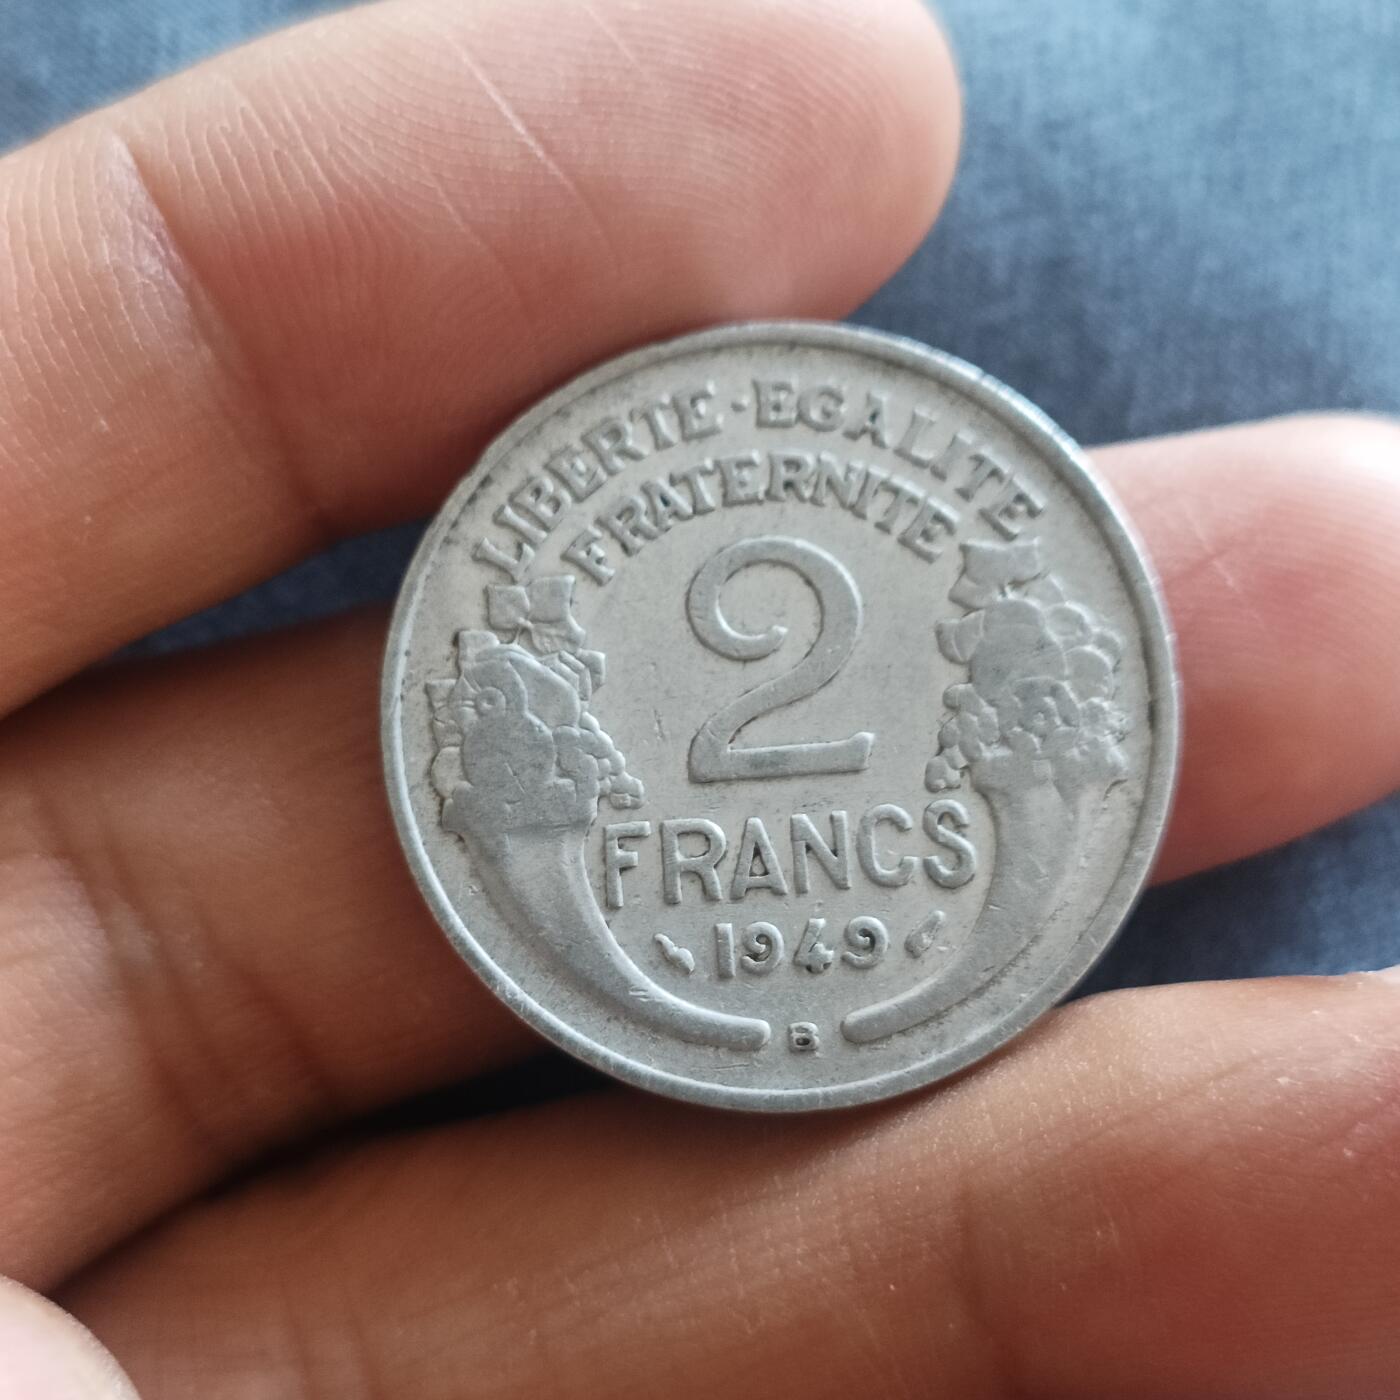 LIBERTE·EGALITE
FRATERNITE
2
FRANCS
1949
B